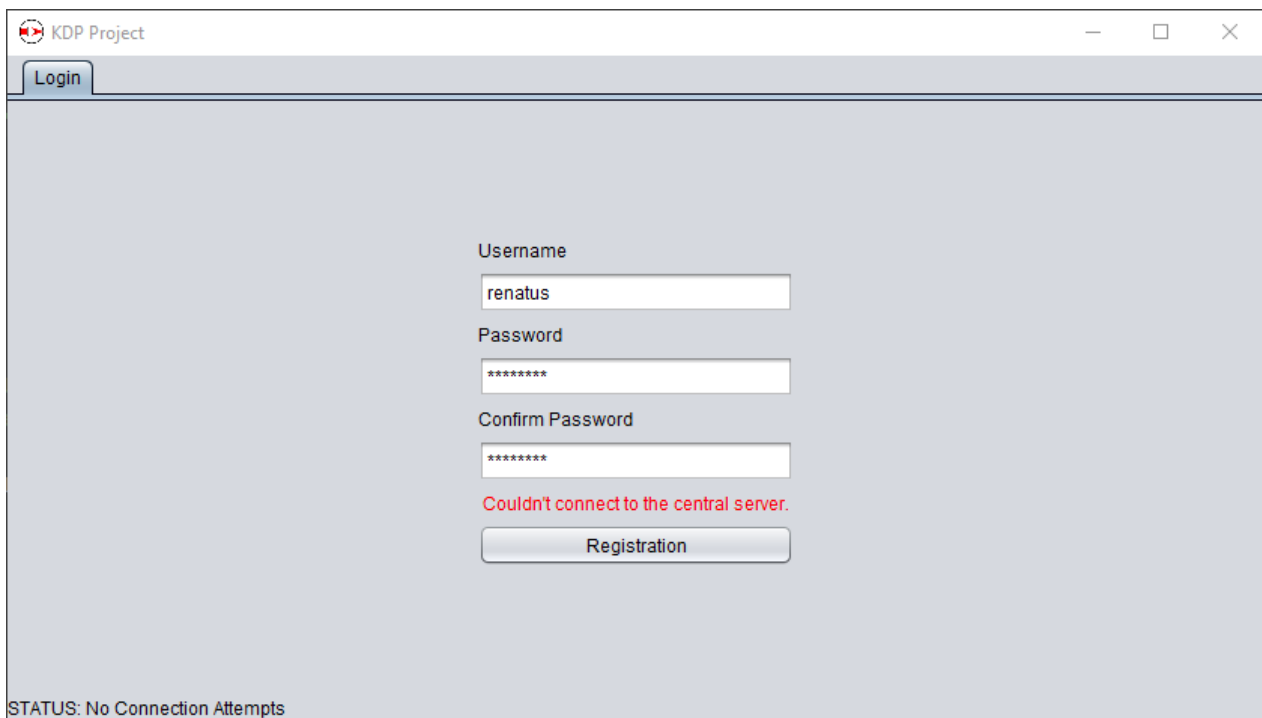 KDP Project
Login
Username
renatus
Password
********
Confirm Password
********
Couldn't connect to the central server.
Registration
STATUS: No Connection Attempts